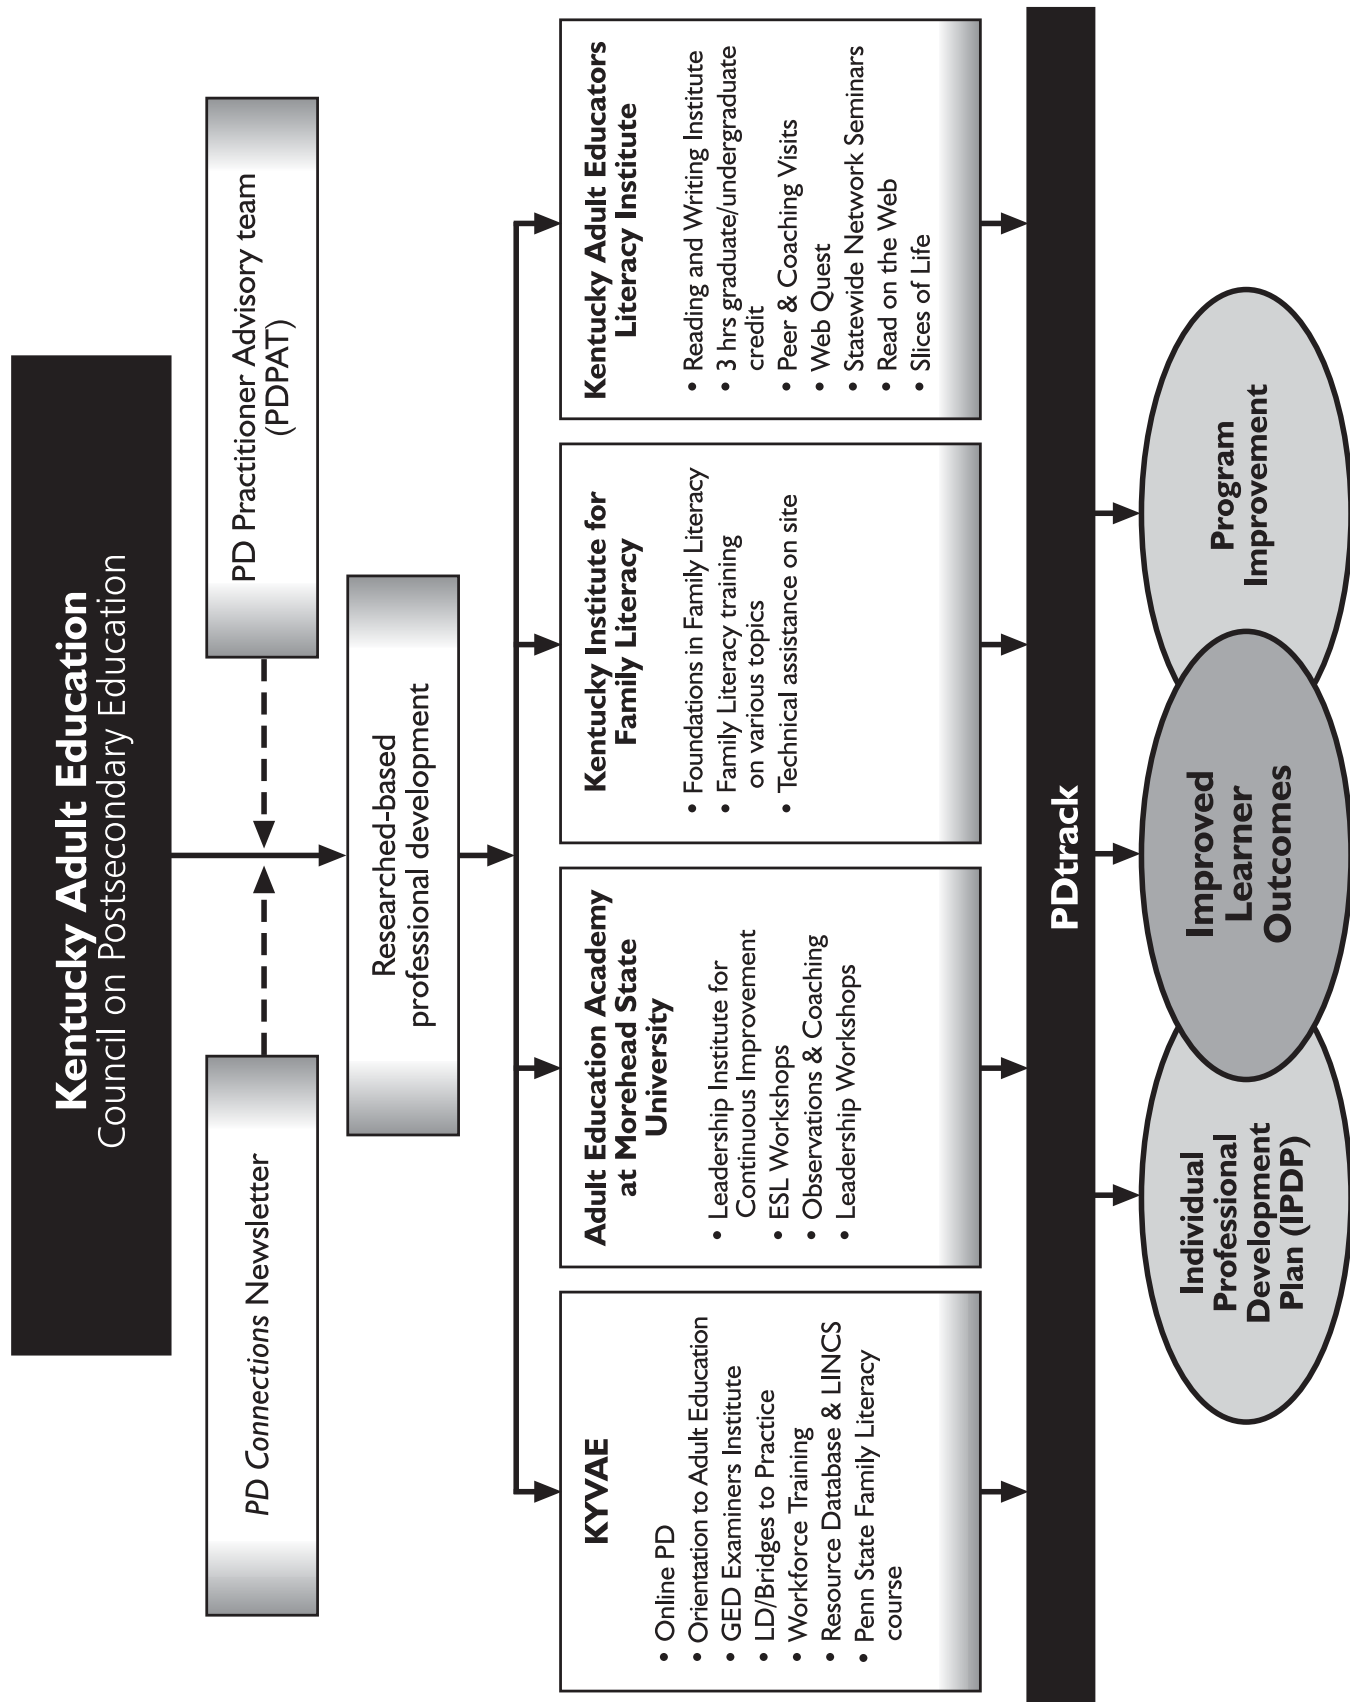 Kentucky Adult Education
Council on Postsecondary Education
PD Connections Newsletter
PD Practitioner Advisory team
(PDPAT)
Researched-based
professional development
KYVAE
• Online PD
• Orientation to Adult Education
• GED Examiners Institute
• LD/Bridges to Practice
• Workforce Training
• Resource Database & LINCS
• Penn State Family Literacy
course
Adult Education Academy
at Morehead State
University
• Leadership Institute for
Continuous Improvement
• ESL Workshops
• Observations & Coaching
• Leadership Workshops
Kentucky Institute for
Family Literacy
• Foundations in Family Literacy
• Family Literacy training
on various topics
• Technical assistance on site
Kentucky Adult Educators
Literacy Institute
• Reading and Writing Institute
• 3 hrs graduate/undergraduate
credit
• Peer & Coaching Visits
• Web Quest
• Statewide Network Seminars
• Read on the Web
• Slices of Life
PDtrack
Individual
Professional
Development
Plan (IPDP)
Improved
Learner
Outcomes
Program
Improvement